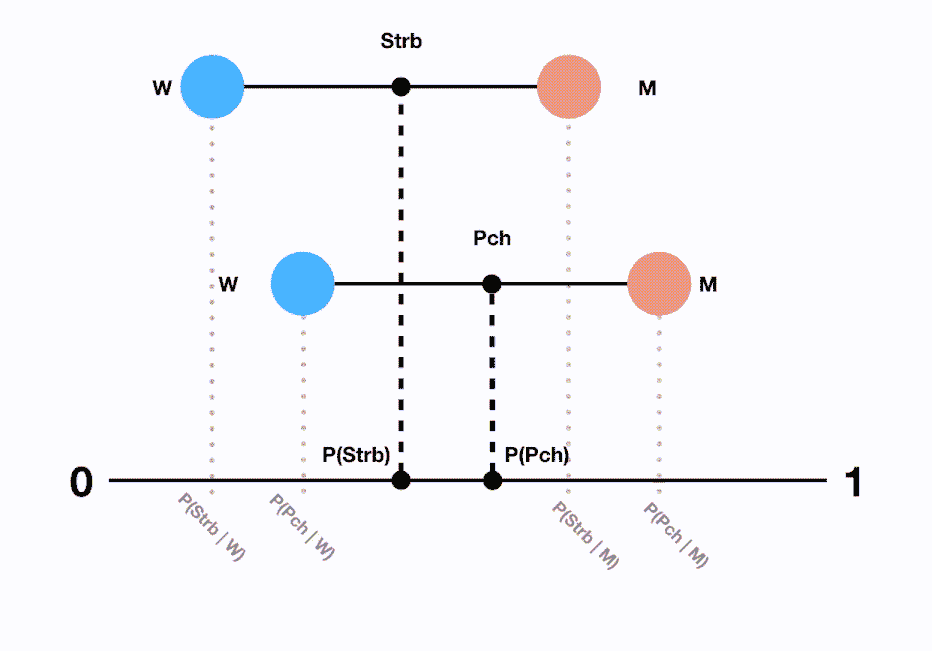 Strb
W
M
Pch
W
M
P(Strb)
P(Pch)
0
1
P(Strb | W)
P(Pch | W)
P(Strb | M)
P(Pch | M)